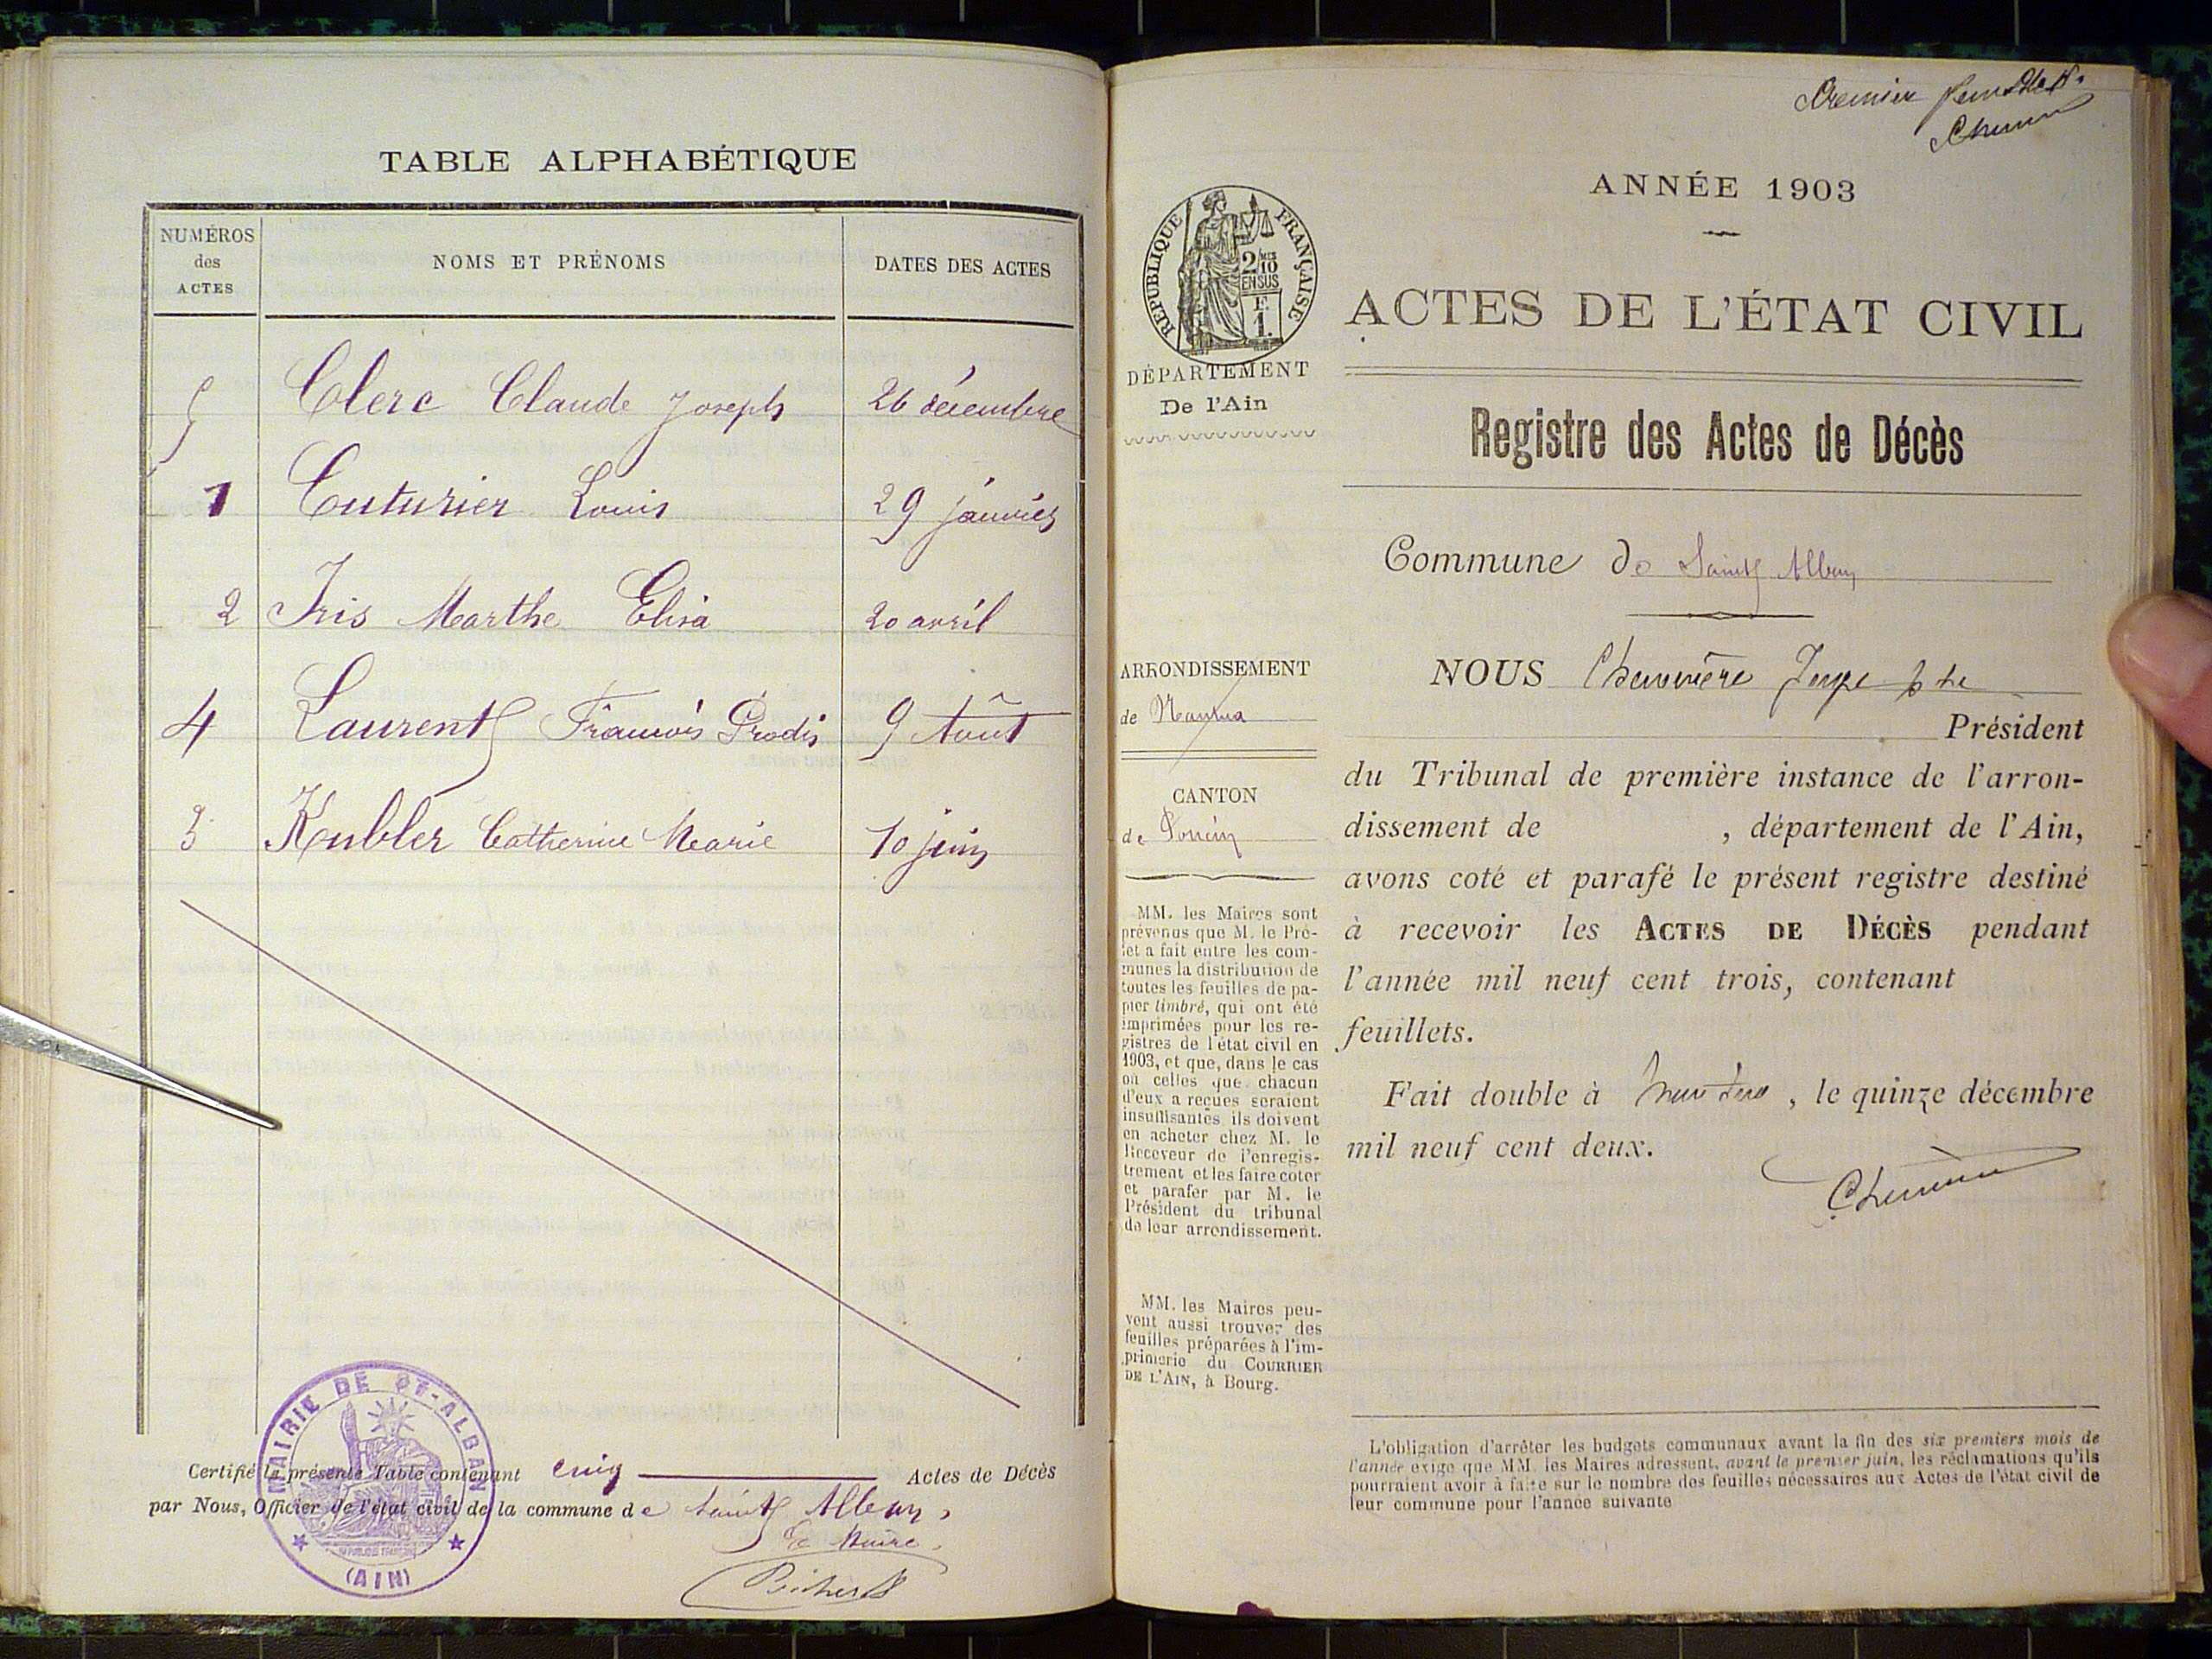 TABLE ALPHABÉTIQUE
NUMÉROS
des
ACTES
NOMS ET PRÉNOMS
DATES DES ACTES
5 Clerc Claude Joseph 26 décembre
1 Cuturier Louis 29 janvier
2 Iris Marthe Elisa 20 avril
4 Laurent François 9 Août
3 Kubler Catherine Marie 10 juin
MAIRIE DE ST-ALBAN
(AIN)
Certifié la présente Table contenant cinq Actes de Décès
par Nous, Officier de l'état civil de la commune de Saint Alban,
Le Maire.
Premier feuillet.
ANNÉE 1903
RÉPUBLIQUE FRANÇAISE
2/10
EN SUS
F.
1.
ACTES DE L'ÉTAT CIVIL
DÉPARTEMENT
De l'Ain
Registre des Actes de Décès
Commune de Saint Alban
ARRONDISSEMENT
de Nantua
CANTON
de Poncin
MM. les Maires sont
prévenus que M. le Pré-
fet a fait entre les com-
munes la distribution de
toutes les feuilles de pa-
pier timbré, qui ont été
imprimées pour les re-
gistres de l'état civil en
1903, et que, dans le cas
où celles que chacun
d'eux a reçues seraient
insuffisantes, ils doivent
en acheter chez M. le
Receveur de l'enregis-
trement et les faire coter
et parafer par M. le
Président du tribunal
de leur arrondissement.
MM. les Maires peu-
vent aussi trouver des
feuilles préparées à l'im-
primerie du COURRIER
DE L'AIN, à Bourg.
NOUS
Président
du Tribunal de première instance de l'arron-
dissement de , département de l'Ain,
avons coté et parafé le présent registre destiné
à recevoir les ACTES DE DÉCÈS pendant
l'année mil neuf cent trois, contenant
feuillets.
Fait double à , le quinze décembre
mil neuf cent deux.
L'obligation d'arrêter les budgets communaux avant la fin des six premiers mois de
l'année exige que MM. les Maires adressent, avant le premier juin, les réclamations qu'ils
pourraient avoir à faire sur le nombre des feuilles nécessaires aux Actes de l'état civil de
leur commune pour l'année suivante